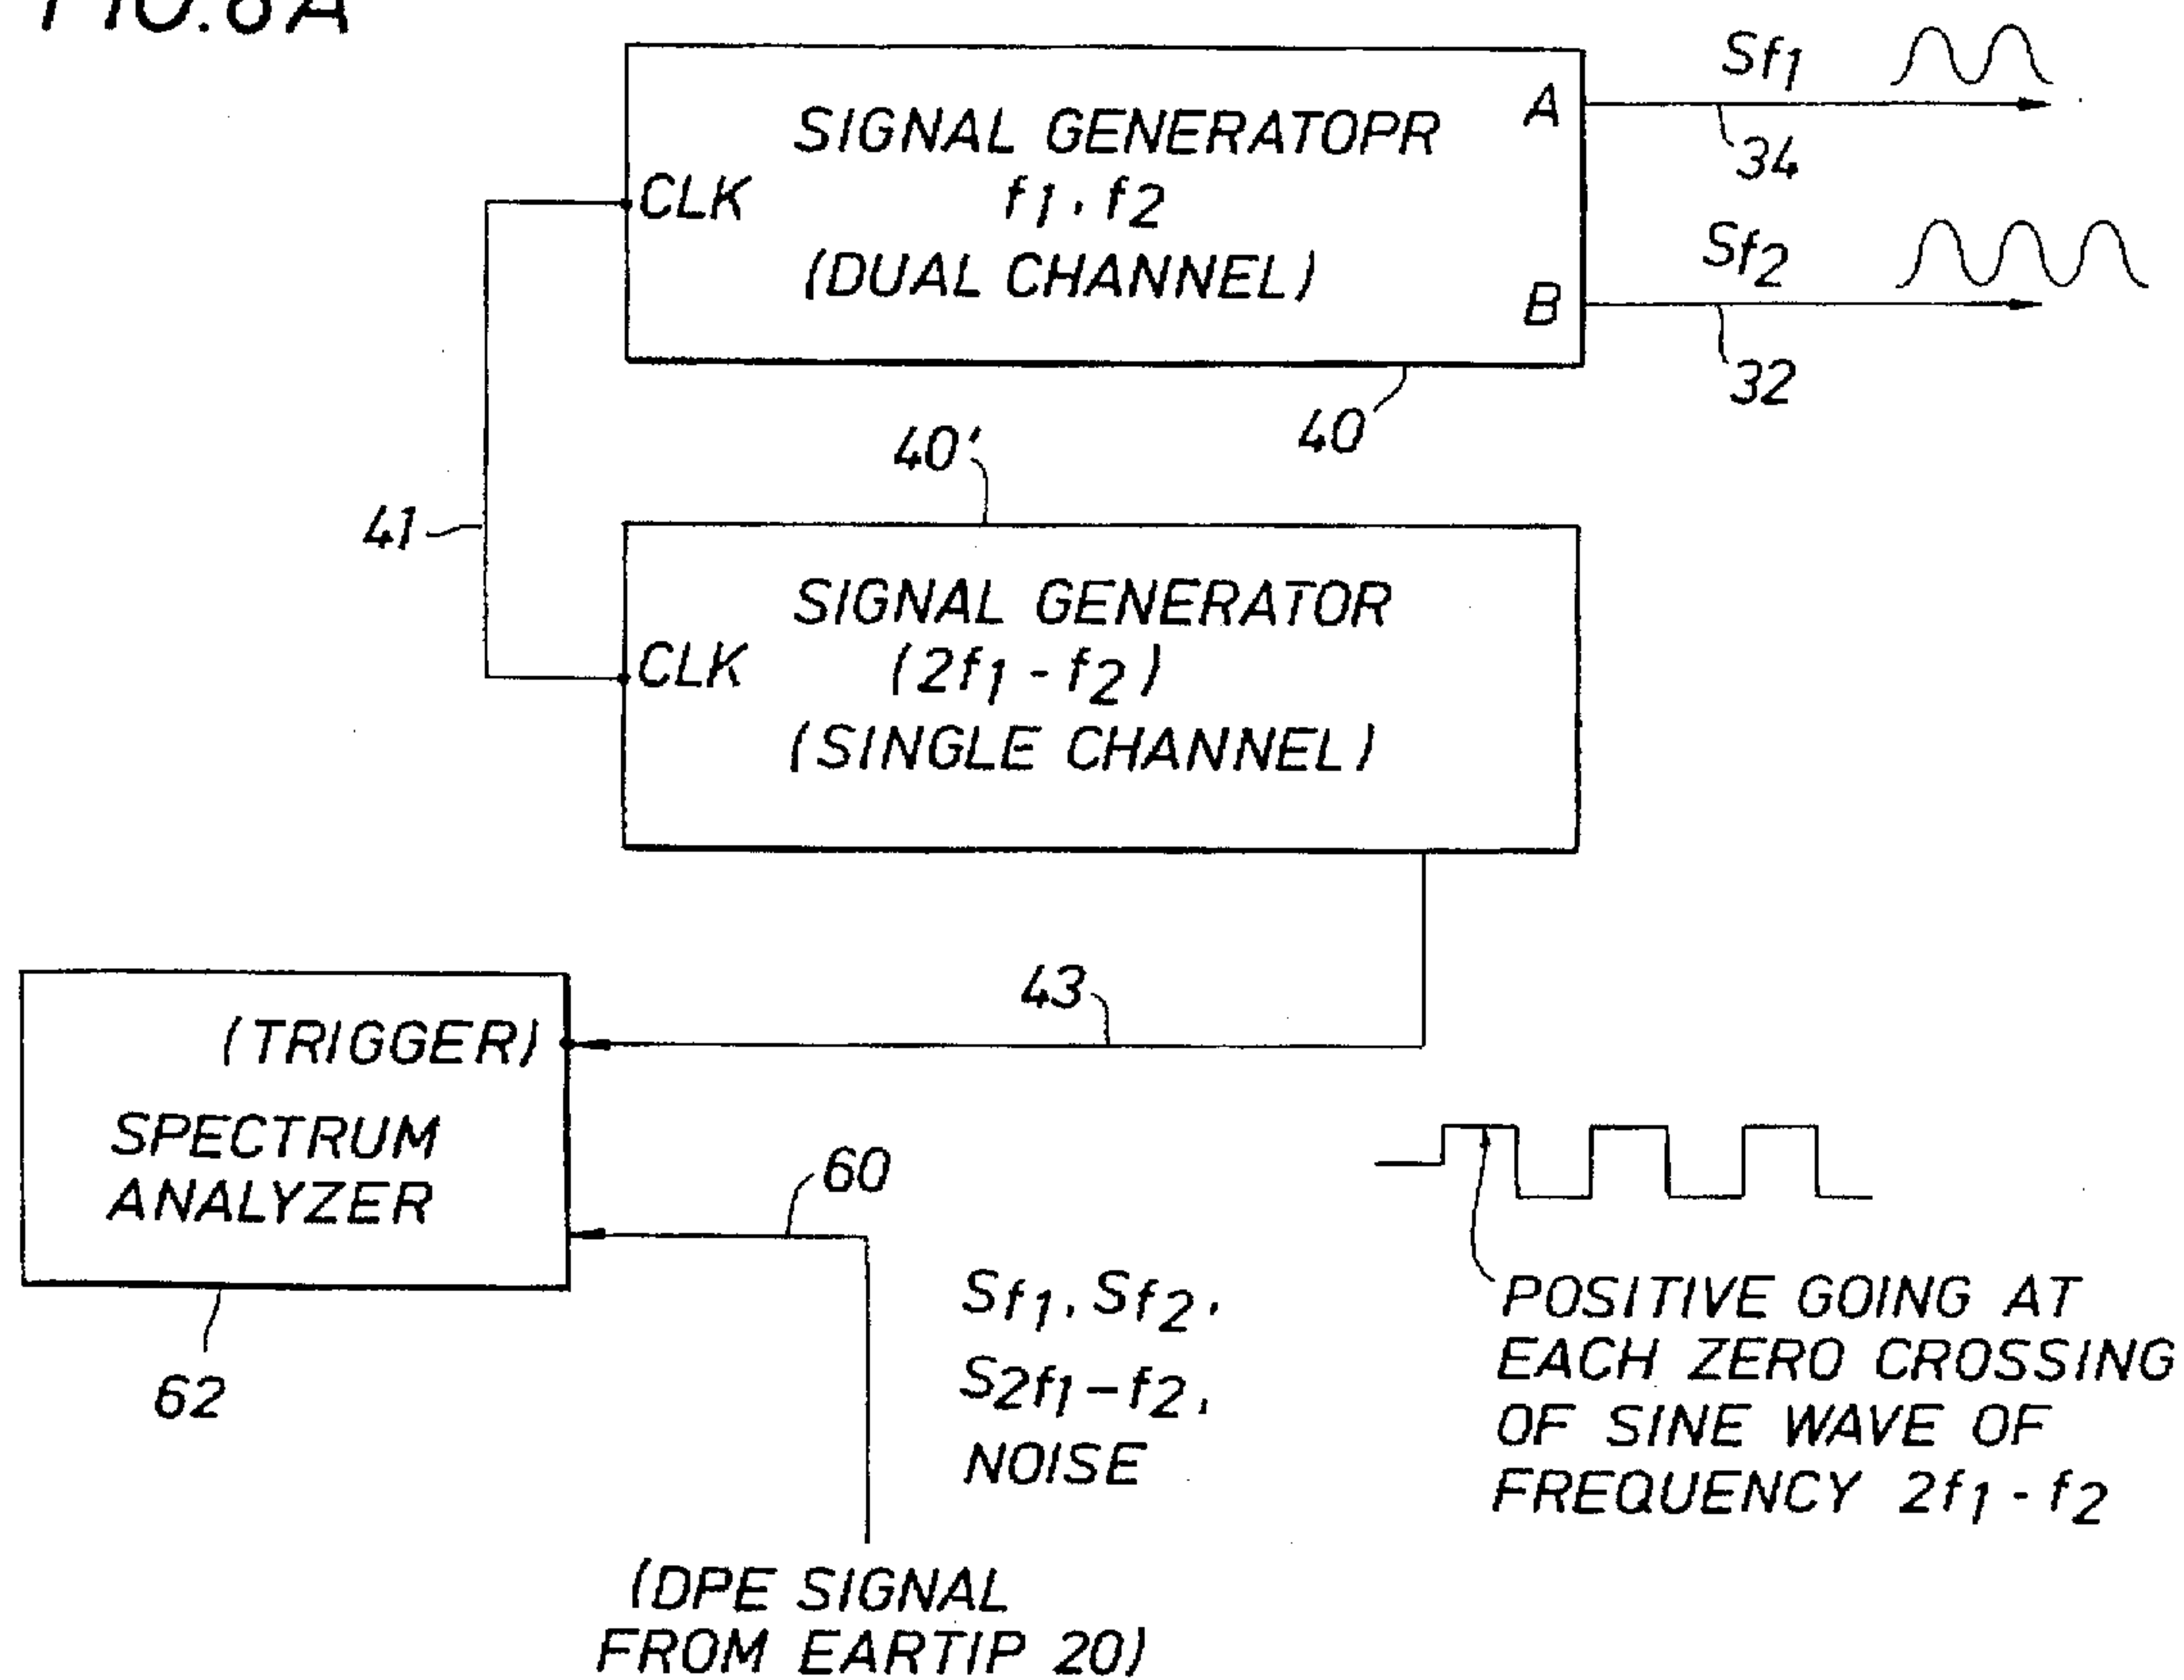 FIG. 8A
A
Sf1
SIGNAL GENERATOPR
34
CLK
f1, f2
Sf2
(DUAL CHANNEL)
B
32
40
40'
41
SIGNAL GENERATOR
CLK
(2f1 - f2)
(SINGLE CHANNEL)
43
(TRIGGER)
SPECTRUM
ANALYZER
60
62
Sf1, Sf2,
S2f1-f2,
NOISE
POSITIVE GOING AT
EACH ZERO CROSSING
OF SINE WAVE OF
FREQUENCY 2f1 - f2
(DPE SIGNAL
FROM EARTIP 20)